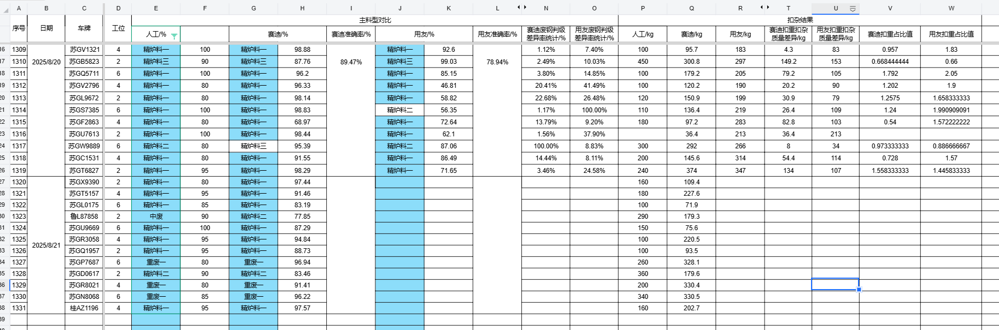 A B C D E F G H I J K L N O P Q R T U V W
序号 日期 车牌 工位 主料型对比 扣杂结果
人工/% 赛迪/% 赛迪准确率/% 用友/% 用友准确率/% 赛迪废钢判级差异率统计/% 用友废钢判级差异率统计/% 人工/kg 赛迪/kg 用友/kg 赛迪扣重扣杂质量差异/kg 用友扣重扣杂质量差异/kg 赛迪扣重占比值 用友扣重占比值
16 1309 苏GV1321 4 精炉料一 100 精炉料一 98.88 精炉料一 92.6 1.12% 7.40% 100 95.7 183 4.3 83 0.957 1.83
17 1310 2025/8/20 苏GB5823 2 精炉料三 90 精炉料三 87.76 89.47% 精炉料三 99.03 78.94% 2.49% 10.03% 450 300.8 297 149.2 153 0.668444444 0.66
18 1311 苏GQ5711 6 精炉料一 100 精炉料一 96.2 精炉料一 85.15 3.80% 14.85% 100 179.2 205 79.2 105 1.792 2.05
19 1312 苏GV2796 4 精炉料一 80 精炉料一 96.33 精炉料一 46.81 20.41% 41.49% 100 120.2 190 20.2 90 1.202 1.9
20 1313 苏GL9672 2 精炉料一 80 精炉料一 98.14 精炉料一 58.82 22.68% 26.48% 120 150.9 199 30.9 79 1.2575 1.658333333
21 1314 苏GS7385 6 精炉料一 100 精炉料一 98.83 精炉料二 56.35 1.17% 100.00% 110 136.4 219 26.4 109 1.24 1.990909091
22 1315 苏GF2863 4 精炉料一 80 精炉料一 68.97 精炉料一 72.64 13.79% 9.20% 180 97.2 283 82.8 103 0.54 1.572222222
23 1316 苏GU7613 2 精炉料一 100 精炉料一 98.44 精炉料一 62.1 1.56% 37.90% 36.4 213 36.4 213
24 1317 苏GW9889 6 精炉料二 80 精炉料三 95.39 精炉料二 87.06 100.00% 8.83% 300 292 266 8 34 0.973333333 0.886666667
25 1318 苏GC1531 4 精炉料一 80 精炉料一 91.55 精炉料一 86.49 14.44% 8.11% 200 145.6 314 54.4 114 0.728 1.57
26 1319 苏GT6827 2 精炉料一 95 精炉料一 98.29 精炉料一 71.65 3.46% 24.58% 240 374 347 134 107 1.558333333 1.445833333
27 1320 苏GX9390 2 精炉料一 80 精炉料一 97.44 160 109.4
28 1321 苏GT5157 4 精炉料一 95 精炉料一 91.46 180 227.6
29 1322 苏GL0175 6 精炉料一 85 精炉料一 83.19 100 71.9
30 1323 鲁L87858 2 中废 90 精炉料二 77.85 290 179.3
31 1324 苏GU9669 6 精炉料一 100 精炉料一 87.29 150 75.6
32 1325 苏GR3058 4 精炉料一 95 精炉料一 94.84 100 220.5
33 1326 2025/8/21 苏GQ1957 2 精炉料一 95 精炉料一 88.73 100 93.5
34 1327 苏GP7687 6 重废一 80 重废一 96.94 260 328.1
35 1328 苏GD0617 2 精炉料二 90 精炉料二 83.46 360 179.6
36 1329 苏GR8021 4 重废一 80 重废一 91.41 200 330.4
37 1330 苏GN8068 6 重废一 85 重废一 96.22 340 330.5
38 1331 桂AZ1196 4 精炉料一 95 精炉料一 97.57 160 202.7
39